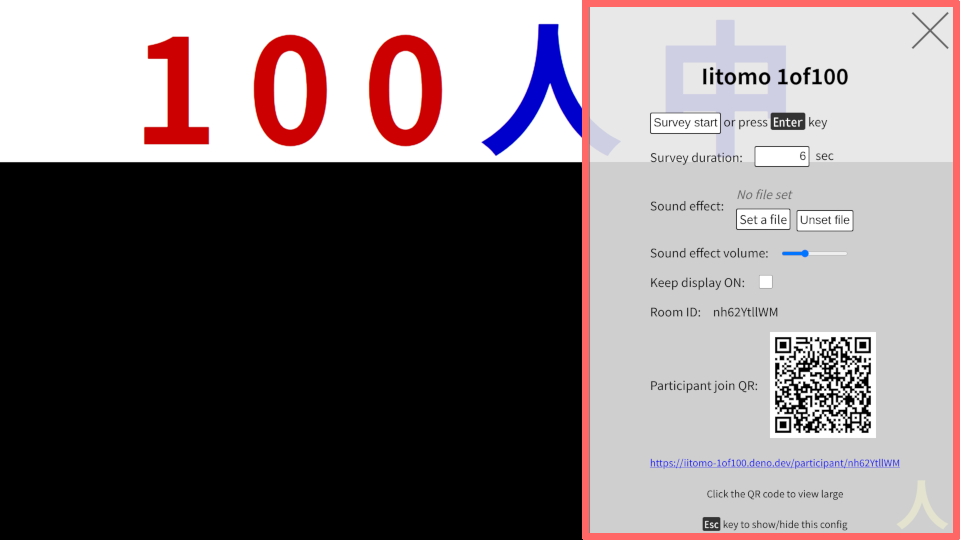 100人中
Iitomo 1of100
Survey start or press Enter key
Survey duration: 6 sec
No file set
Sound effect:
Set a file Unset file
Sound effect volume:
Keep display ON:
Room ID: nh62YtllWM
Participant join QR:
https://iitomo-1of100.deno.dev/participant/nh62YtllWM
Click the QR code to view large
人
Esc key to show/hide this config